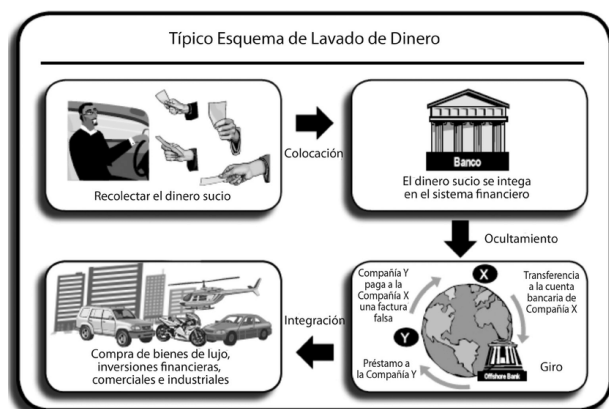 Típico Esquema de Lavado de Dinero
Recolectar el dinero sucio
Colocación
Banco
El dinero sucio se intega
en el sistema financiero
Ocultamiento
Compañía Y
paga a la
Compañía X
una factura
falsa
X
Transferencia
a la cuenta
bancaria de
Compañía X
Y
Préstamo a
la Compañía Y
Offshore Bank
Giro
Integración
Compra de bienes de lujo,
inversiones financieras,
comerciales e industriales